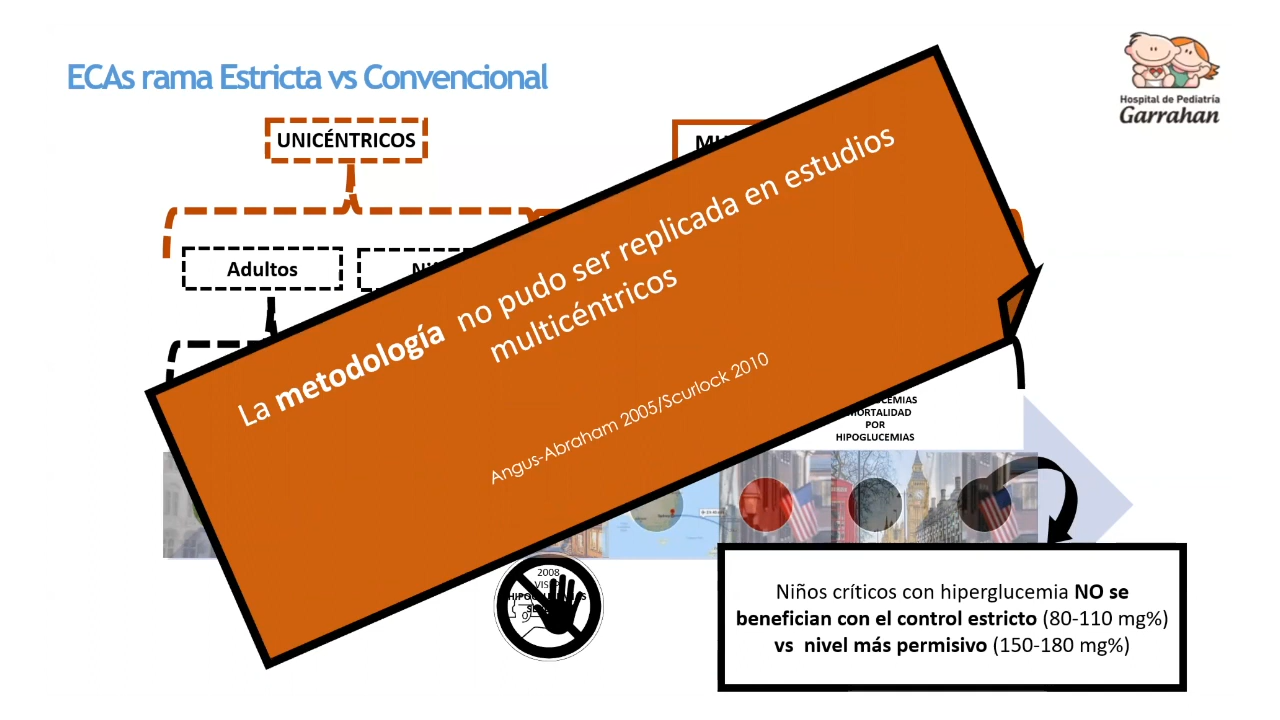 ECAs rama Estricta vs Convencional
Hospital de Pediatría
Garrahan
UNICÉNTRICOS
Adultos
La metodología no pudo ser replicada en estudios
multicéntricos
Angus-Abraham 2005/Scurlock 2010
POR
HIPOGLUCEMIAS
2008
Niños críticos con hiperglucemia NO se
benefician con el control estricto (80-110 mg%)
vs nivel más permisivo (150-180 mg%)